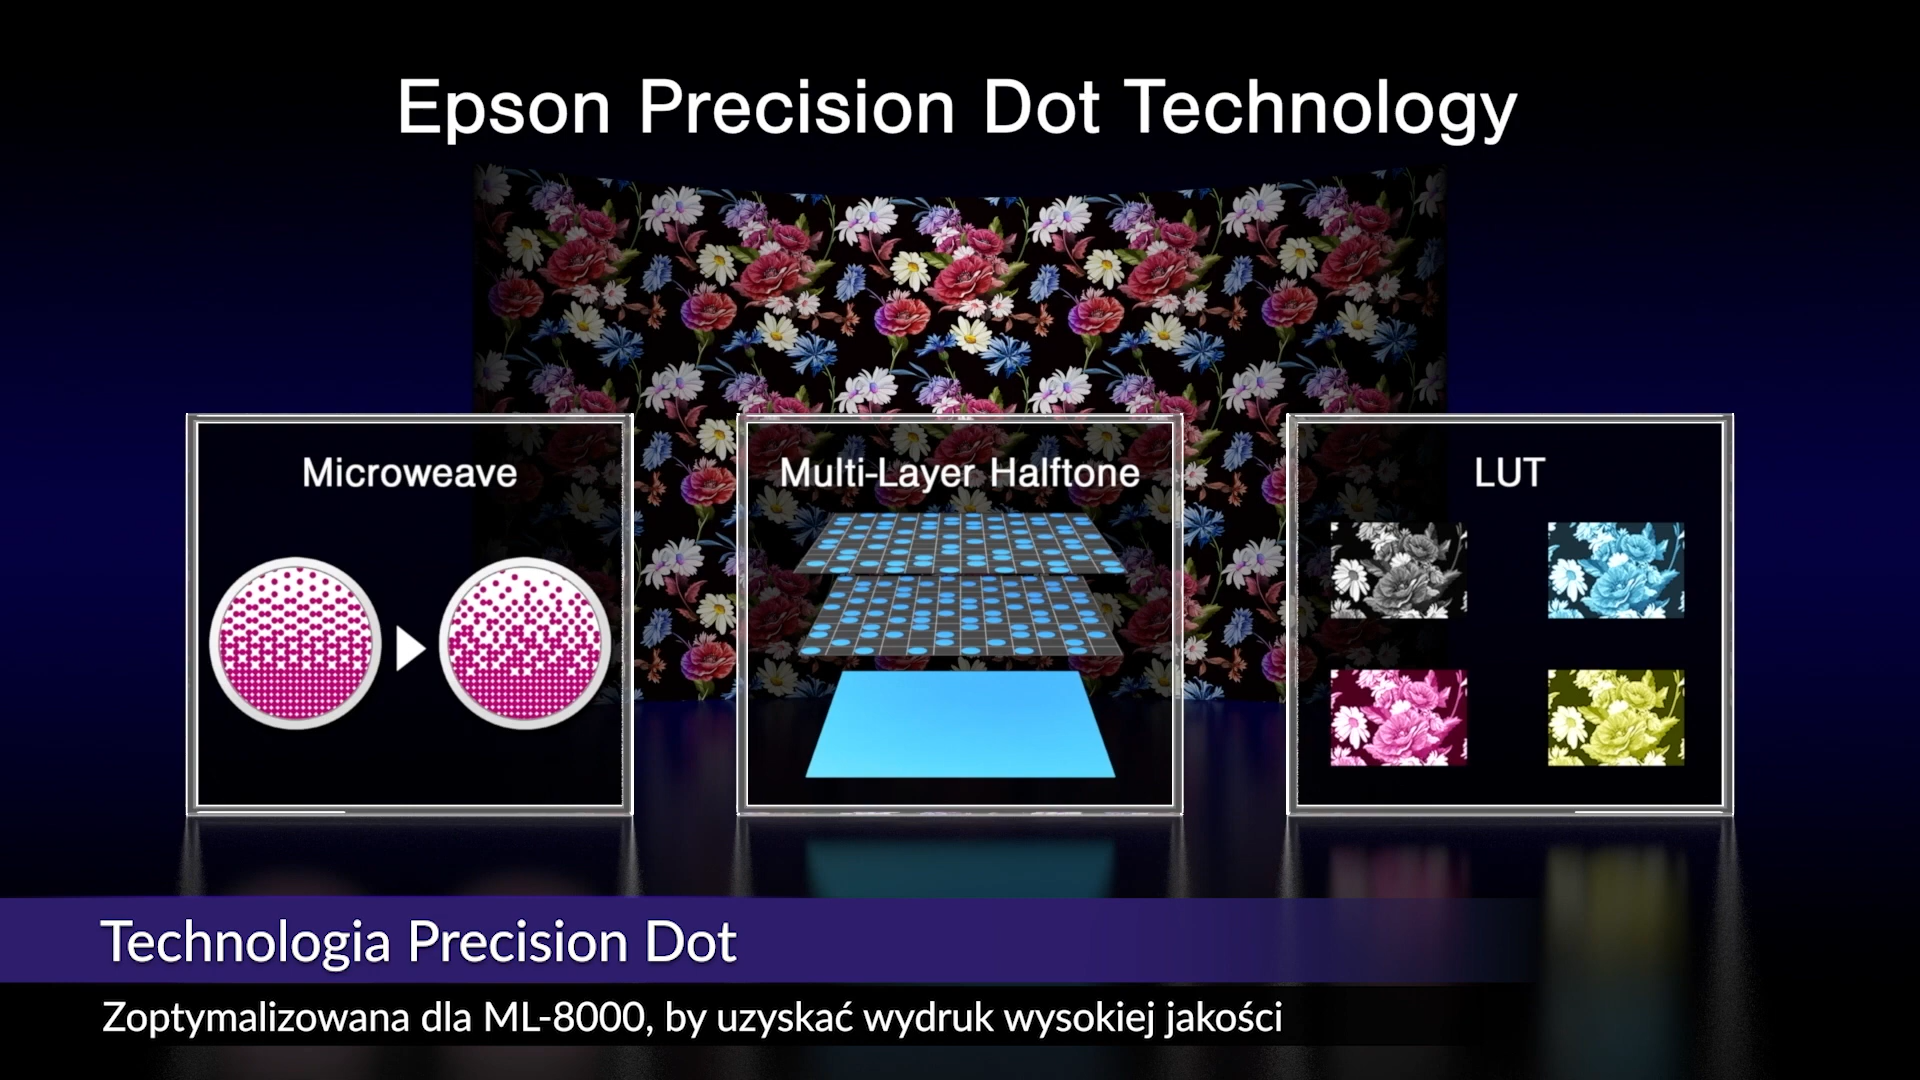 Epson Precision Dot Technology
Microweave
Multi-Layer Halftone
LUT
Technologia Precision Dot
Zoptymalizowana dla ML-8000, by uzyskać wydruk wysokiej jakości